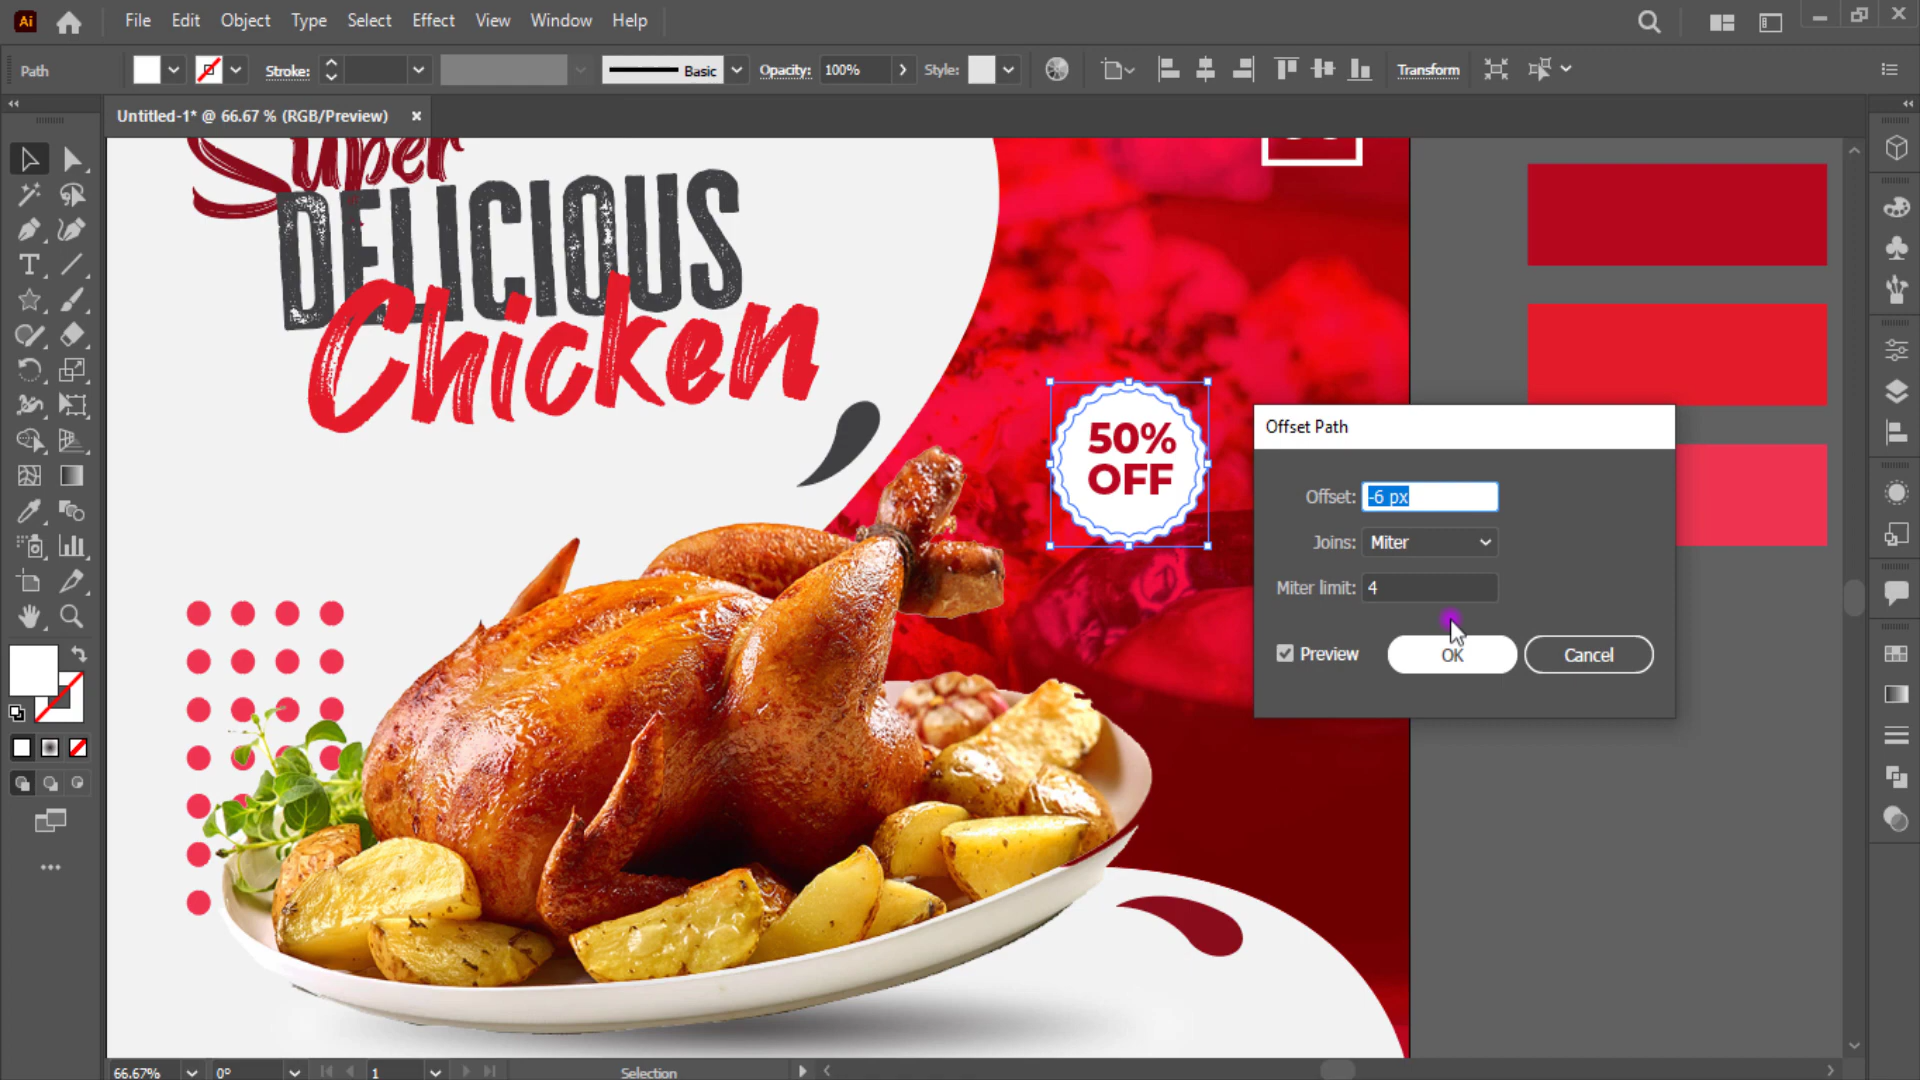 Ai File Edit Object Type Select Effect View Window Help
Path Stroke: Basic Opacity: 100% Style: Transform
Untitled-1* @ 66.67 % (RGB/Preview) ×
Super
DELICIOUS
Chicken
50%
OFF
Offset Path
Offset: -6 px
Joins: Miter
Miter limit: 4
Preview OK Cancel
66.67% 0° 1 Selection